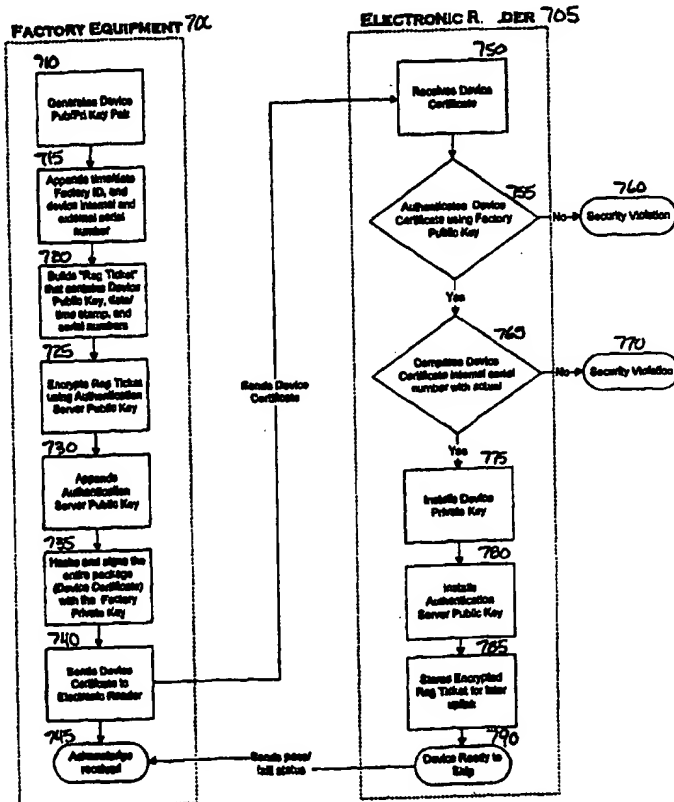 FACTORY EQUIPMENT 700
710
Generates Device
Pub/Pri Key Pair
715
Appends time/date
Factory ID, and
device internal and
external serial
number
720
Builds "Reg Ticket"
that contains Device
Public Key, date/
time stamp, and
serial numbers
725
Encrypts Reg Ticket
using Authentication
Server Public Key
730
Appends
Authentication
Server Public Key
735
Hashs and signs the
entire package
(Device Certificate)
with the Factory
Private Key
740
Sends Device
Certificate to
Electronic Reader
745
Acknowledge
received
Sends Device
Certificate
Sends pass/
fail status
ELECTRONIC R DER 705
750
Receives Device
Certificate
755
Authenticates Device
Certificate using Factory
Public Key
No
760
Security Violation
Yes
765
Compares Device
Certificate internal serial
number with actual
No
770
Security Violation
Yes
775
Installs Device
Private Key
780
Installs
Authentication
Server Public Key
785
Stores Encrypted
Reg Ticket for later
uplink
790
Device Ready to
Ship